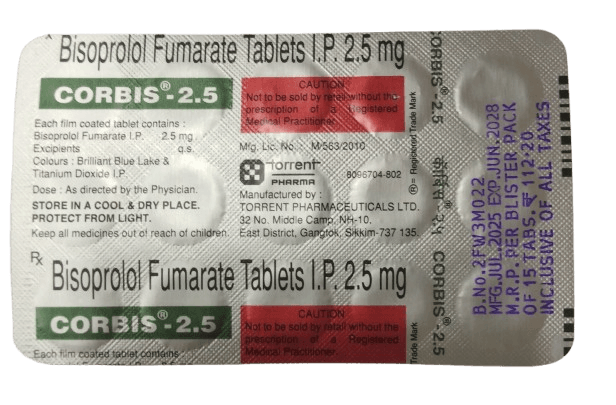 Bisoprolol Fumarate Tablets I.P. 2.5 mg
CORBIS®-2.5
CAUTION
Not to be sold by retail without the
prescription of a Registered
Medical Practitioner.
Each film coated tablet contains :
Bisoprolol Fumarate I.P. 2.5 mg
Excipients q.s.
Colours : Brilliant Blue Lake &
Titanium Dioxide I.P.
Dose : As directed by the Physician.
STORE IN A COOL & DRY PLACE.
PROTECT FROM LIGHT.
Keep all medicines out of reach of children.
Mfg. Lic. No. : M/563/2010
torrent
PHARMA
8096704-802
Manufactured by :
TORRENT PHARMACEUTICALS LTD.
32 No. Middle Camp, NH-10,
East District, Gangtok, Sikkim-737 135.
Rx
Bisoprolol Fumarate Tablets I.P. 2.5 mg
CORBIS®-2.5
CAUTION
Not to be sold by retail without the
prescription of a Registered
Medical Practitioner.
Each film coated tablet contains :
®= Registered Trade Mark
Trade Mark
CORBIS®-2.5 CORBIS®-2.5
B.No.2FW3M022
MFG.JUL.2025 EXP.JUN.2028
M.R.P. PER BLISTER PACK
OF 15 TABS. ₹ 112-20
INCLUSIVE OF ALL TAXES